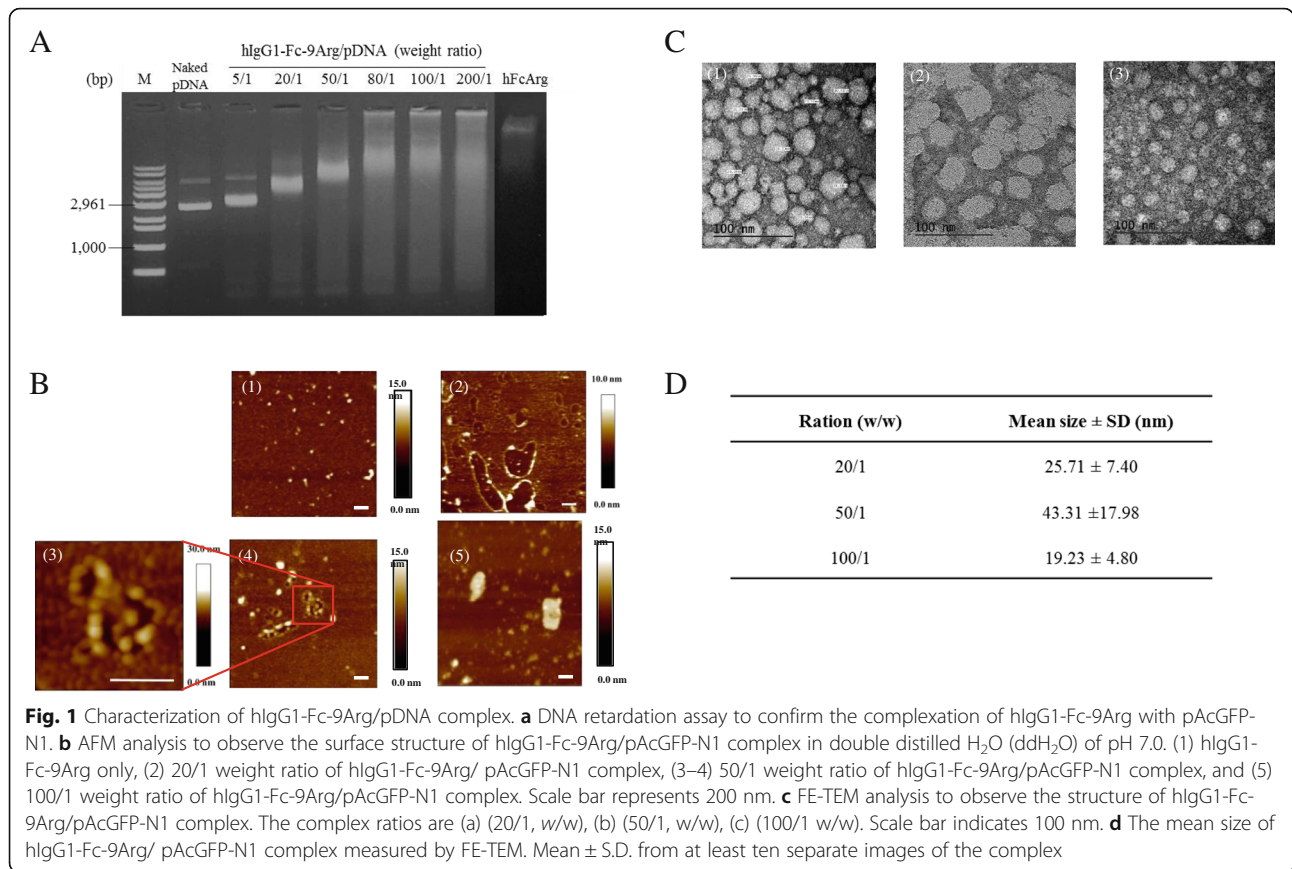 A
hIgG1-Fc-9Arg/pDNA (weight ratio)
(bp) M Naked pDNA 5/1 20/1 50/1 80/1 100/1 200/1 hFcArg
2,961
1,000
C
(1) (2) (3)
100 nm 100 nm 100 nm
B
(1) 15.0 nm 0.0 nm
(2) 10.0 nm 0.0 nm
(3) 30.0 nm 0.0 nm
(4) 15.0 nm 0.0 nm
(5) 15.0 nm 0.0 nm
D
Ration (w/w) Mean size ± SD (nm)
20/1 25.71 ± 7.40
50/1 43.31 ±17.98
100/1 19.23 ± 4.80
Fig. 1 Characterization of hIgG1-Fc-9Arg/pDNA complex. a DNA retardation assay to confirm the complexation of hIgG1-Fc-9Arg with pAcGFP-
N1. b AFM analysis to observe the surface structure of hIgG1-Fc-9Arg/pAcGFP-N1 complex in double distilled H₂O (ddH₂O) of pH 7.0. (1) hIgG1-
Fc-9Arg only, (2) 20/1 weight ratio of hIgG1-Fc-9Arg/ pAcGFP-N1 complex, (3–4) 50/1 weight ratio of hIgG1-Fc-9Arg/pAcGFP-N1 complex, and (5)
100/1 weight ratio of hIgG1-Fc-9Arg/pAcGFP-N1 complex. Scale bar represents 200 nm. c FE-TEM analysis to observe the structure of hIgG1-Fc-
9Arg/pAcGFP-N1 complex. The complex ratios are (a) (20/1, w/w), (b) (50/1, w/w), (c) (100/1 w/w). Scale bar indicates 100 nm. d The mean size of
hIgG1-Fc-9Arg/ pAcGFP-N1 complex measured by FE-TEM. Mean ± S.D. from at least ten separate images of the complex